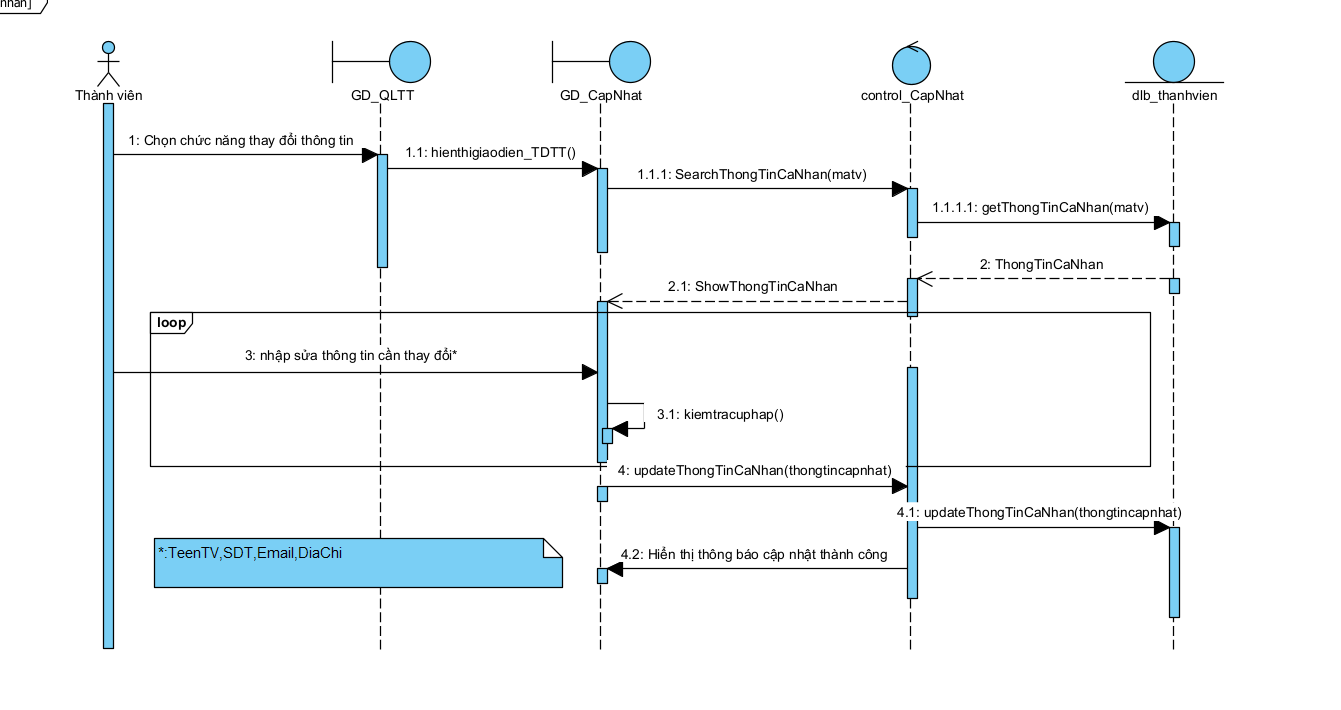 nhan]
Thành viên
GD_QLTT
GD_CapNhat
control_CapNhat
dlb_thanhvien
1: Chọn chức năng thay đổi thông tin
1.1: hienthigiaodien_TDTT()
1.1.1: SearchThongTinCaNhan(matv)
1.1.1.1: getThongTinCaNhan(matv)
2: ThongTinCaNhan
2.1: ShowThongTinCaNhan
loop
3: nhập sửa thông tin cần thay đổi*
3.1: kiemtracuphap()
4: updateThongTinCaNhan(thongtincapnhat)
4.1: updateThongTinCaNhan(thongtincapnhat)
4.2: Hiển thị thông báo cập nhật thành công
*:TeenTV,SDT,Email,DiaChi